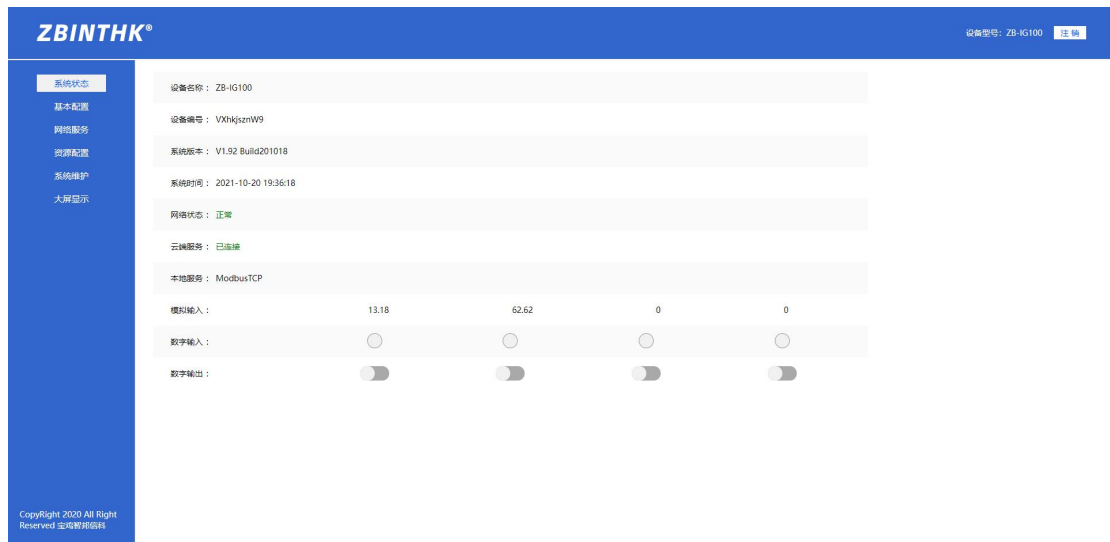 ZBINTHK®
设备型号: ZB-IG100 注 销
系统状态
基本配置
网络服务
资源配置
系统维护
大屏显示
设备名称 : ZB-IG100
设备编号 : VXhkjsznW9
系统版本 : V1.92 Build201018
系统时间 : 2021-10-20 19:36:18
网络状态 : 正常
云端服务 : 已连接
本地服务 : ModbusTCP
模拟输入 : 13.18 62.62 0 0
数字输入 :
数字输出 :
CopyRight 2020 All Right
Reserved 宝鸡智邦信科